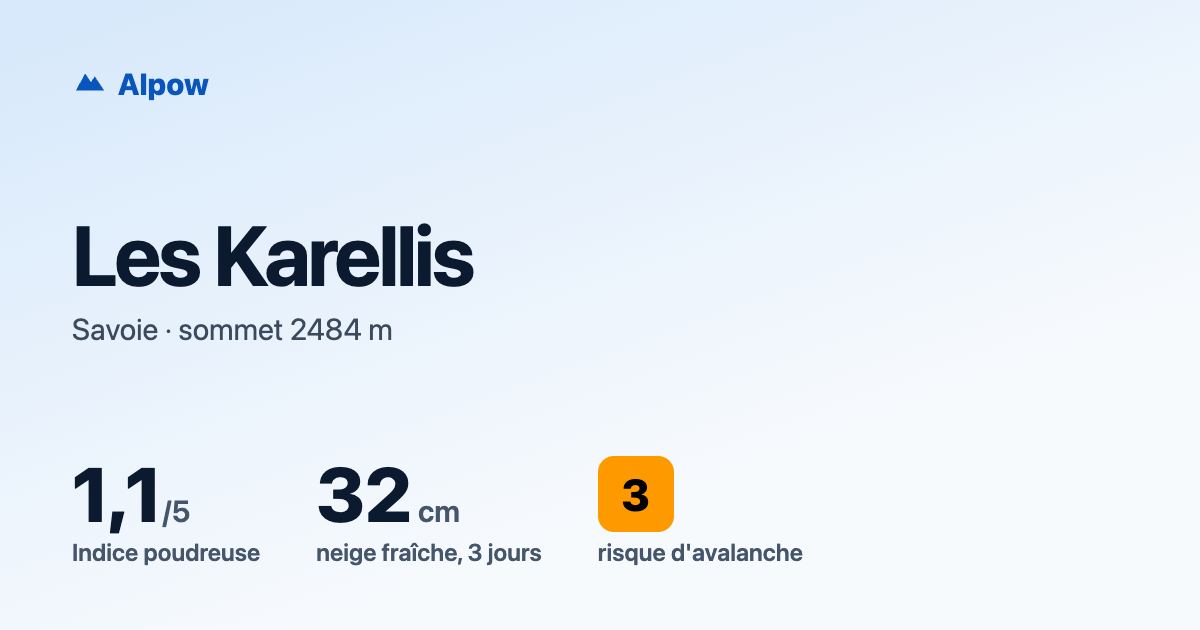 Alpow
Les Karellis
Savoie · sommet 2484 m
1,1/5
Indice poudreuse
32 cm
neige fraîche, 3 jours
3
risque d'avalanche